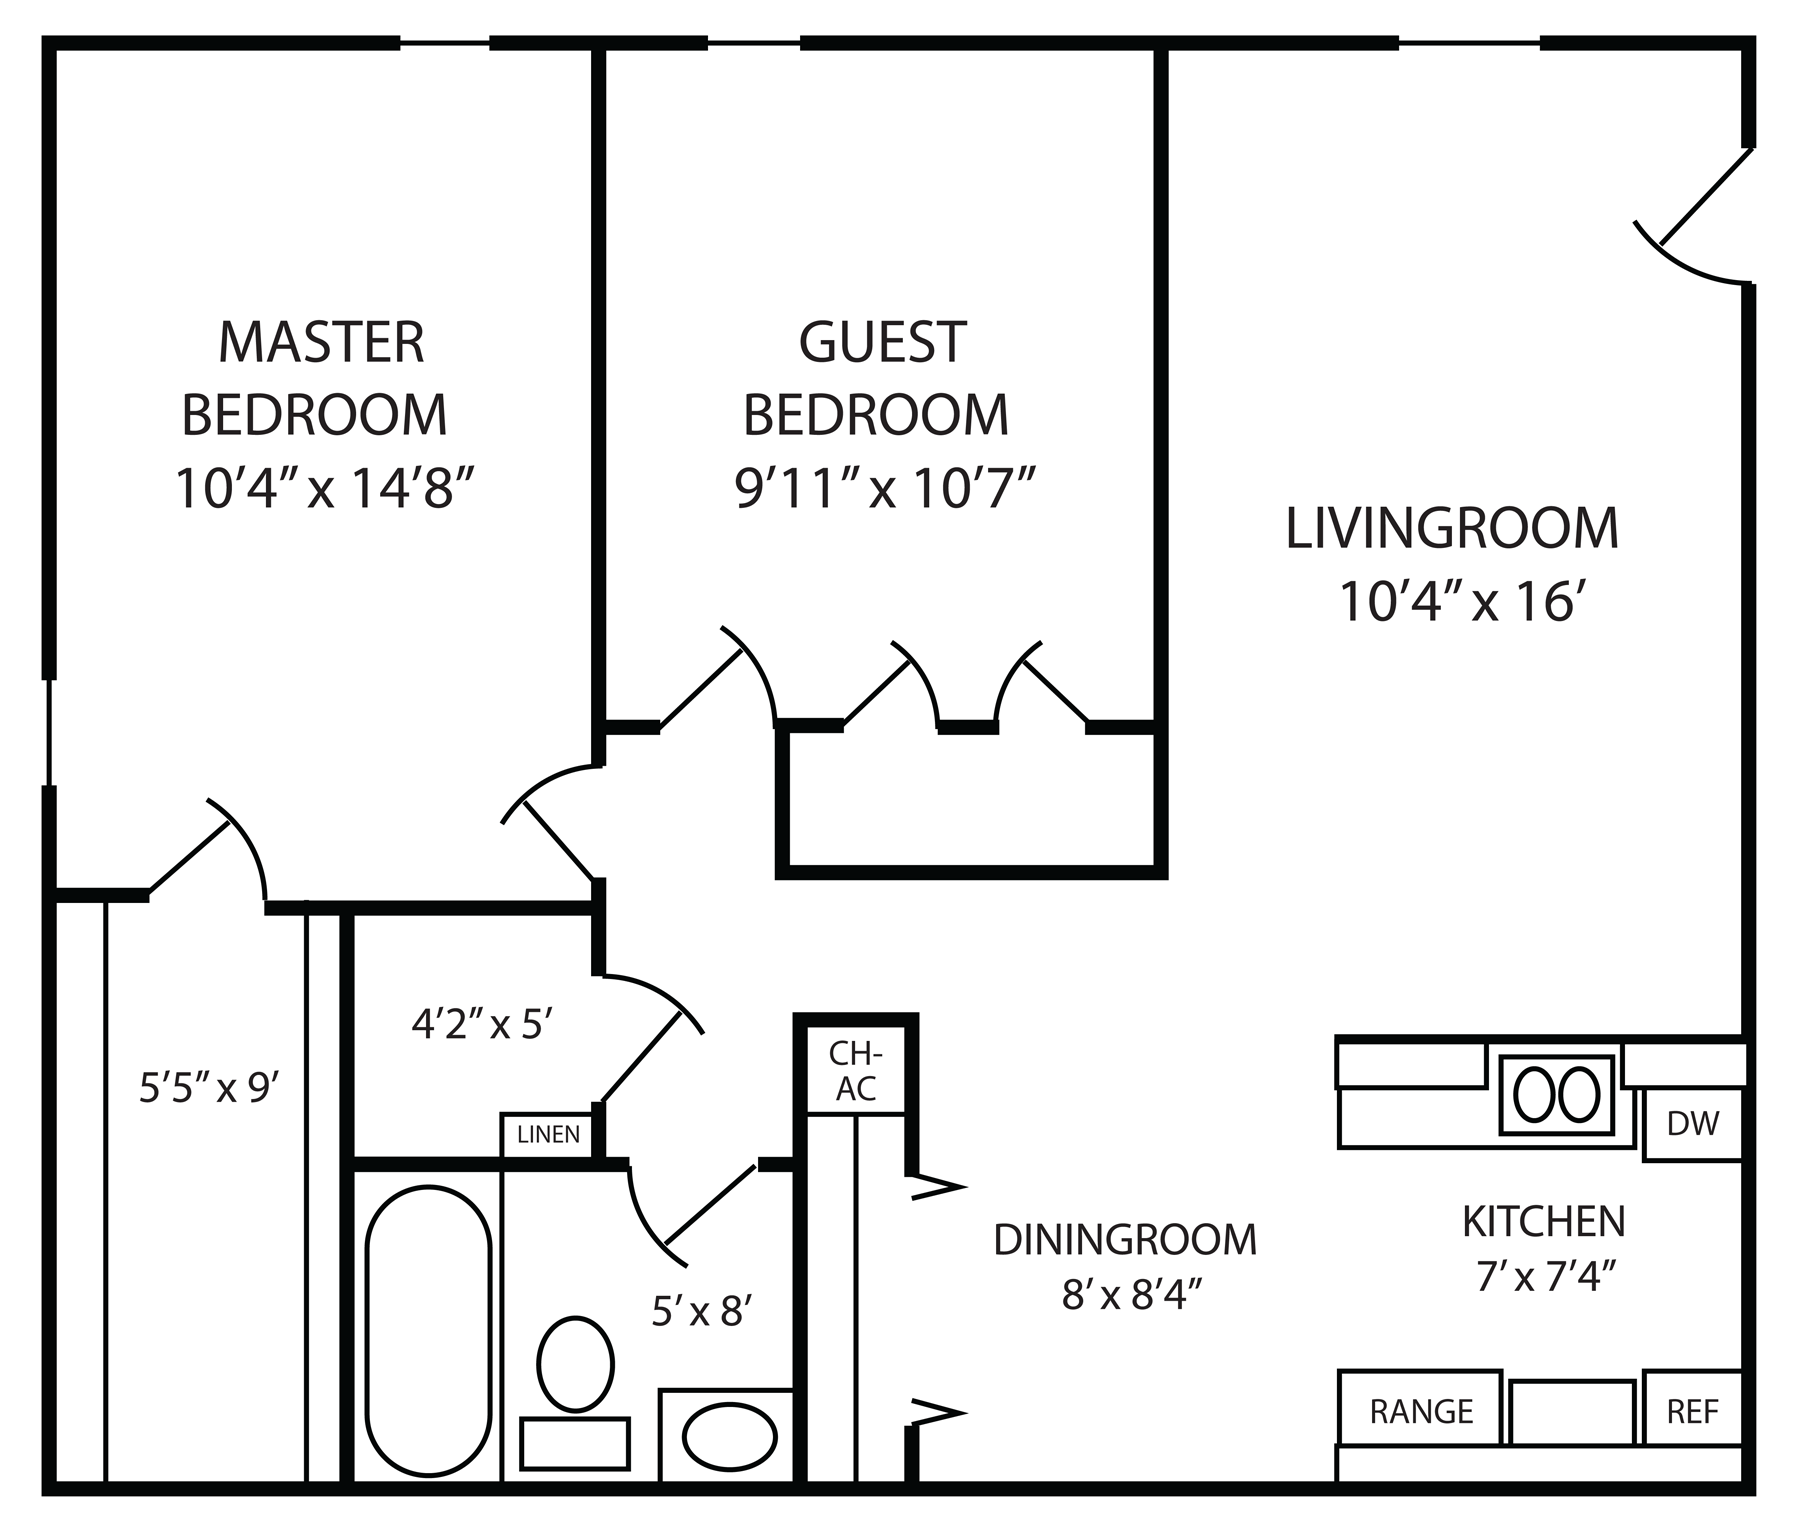 MASTER
BEDROOM
10’4” x 14’8”
GUEST
BEDROOM
9’11” x 10’7”
LIVINGROOM
10’4” x 16’
4’2” x 5’
5’5” x 9’
LINEN
CH-
AC
5’ x 8’
DININGROOM
8’ x 8’4”
DW
KITCHEN
7’ x 7’4”
RANGE
REF